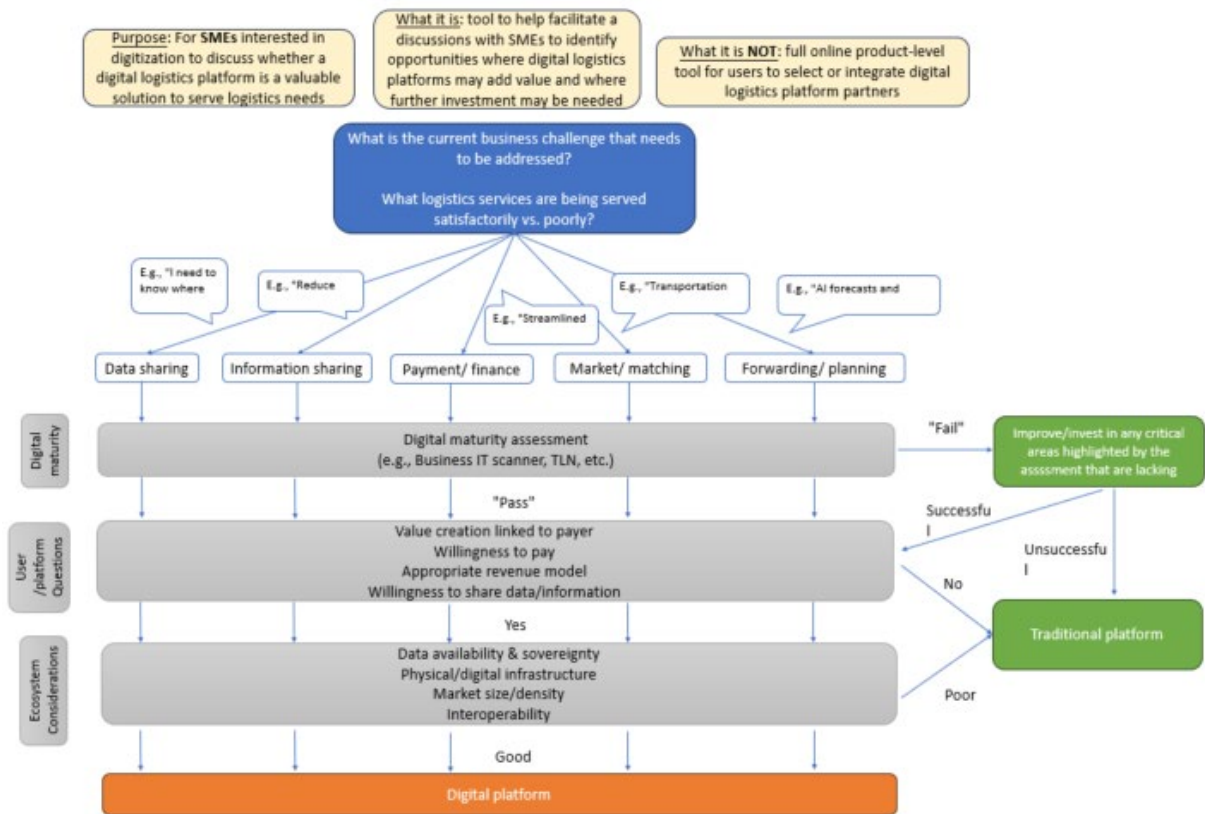 Purpose: For SMEs interested in
digitization to discuss whether a
digital logistics platform is a valuable
solution to serve logistics needs
What it is: tool to help facilitate a
discussions with SMEs to identify
opportunities where digital logistics
platforms may add value and where
further investment may be needed
What it is NOT: full online product-level
tool for users to select or integrate digital
logistics platform partners
What is the current business challenge that needs
to be addressed?
What logistics services are being served
satisfactorily vs. poorly?
E.g., "I need to
know where
E.g., "Reduce
E.g., "Streamlined
E.g., "Transportation
E.g., "AI forecasts and
Data sharing
Information sharing
Payment/ finance
Market/ matching
Forwarding/ planning
Digital
maturity
Digital maturity assessment
(e.g., Business IT scanner, TLN, etc.)
"Fail"
Improve/invest in any critical
areas highlighted by the
asssment that are lacking
"Pass"
Successfu
l
Unsuccessfu
l
User
/platform
Questions
Value creation linked to payer
Willingness to pay
Appropriate revenue model
Willingness to share data/information
No
Yes
Traditional platform
Ecosystem
Considerations
Data availability & sovereignty
Physical/digital infrastructure
Market size/density
Interoperability
Poor
Good
Digital platform